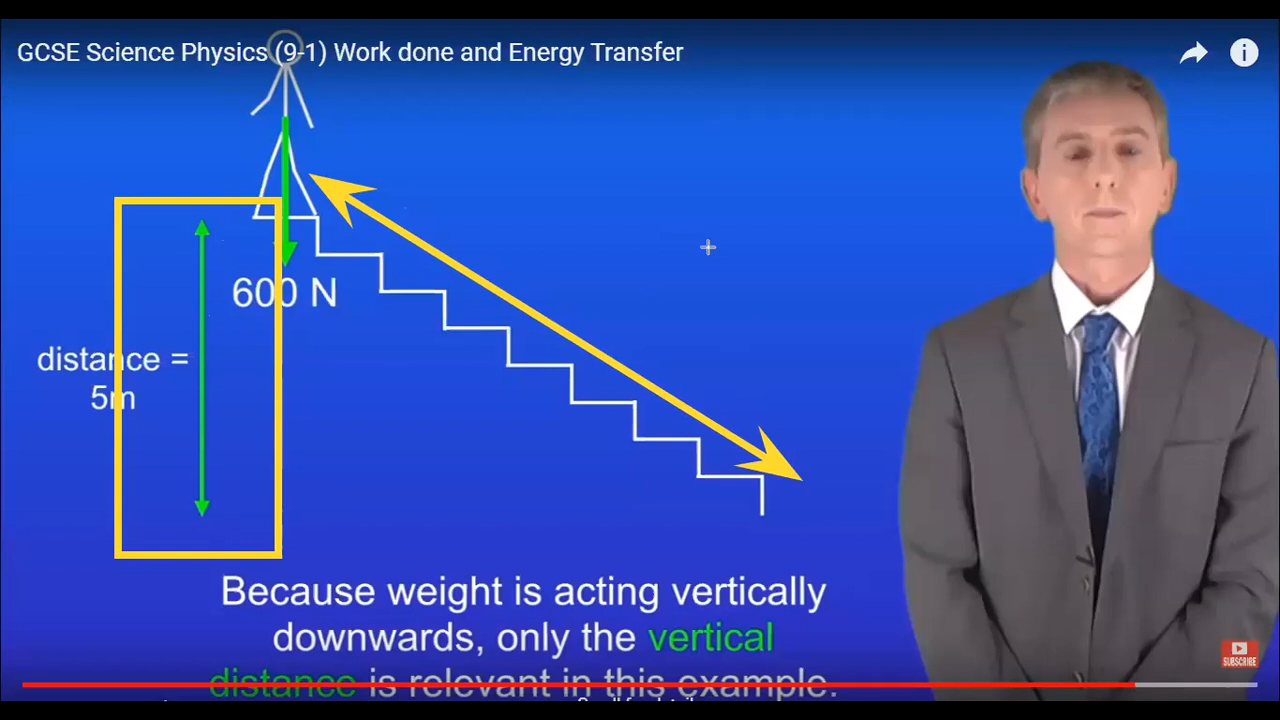 GCSE Science Physics (9-1) Work done and Energy Transfer
600 N
distance =
5m
Because weight is acting vertically
downwards, only the vertical
distance is relevant in this example.
SUBSCRIBE